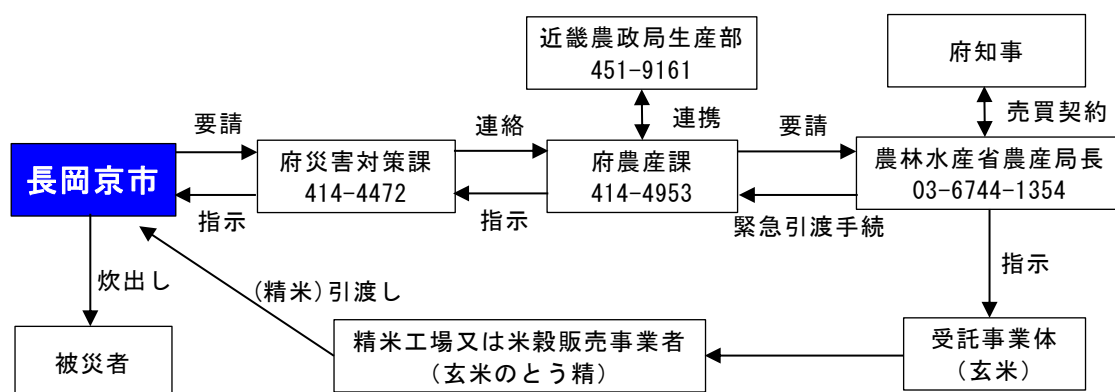 近畿農政局生産部
451-9161
府知事
要請
連絡
連携
要請
売買契約
長岡京市
府災害対策課
414-4472
府農産課
414-4953
農林水産省農産局長
03-6744-1354
指示
指示
緊急引渡手続
炊出し
(精米)引渡し
指示
被災者
精米工場又は米穀販売事業者
(玄米のとう精)
受託事業体
(玄米)